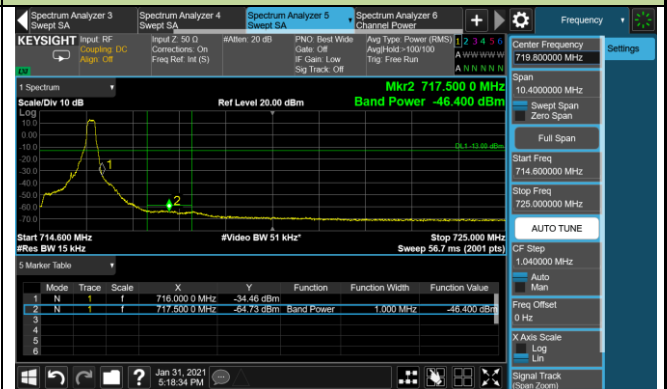 Spectrum Analyzer 3
Swept SA
Spectrum Analyzer 4
Swept SA
Spectrum Analyzer 5
Swept SA
Spectrum Analyzer 6
Channel Power
+
Frequency
KEYSIGHT
Input: RF
Coupling: DC
Align: Off
Input Z: 50 Ω
Corrections: On
Freq Ref: Int (S)
#Atten: 20 dB
PNO: Best Wide
Gate: Off
IF Gain: Low
Sig Track: Off
Avg Type: Power (RMS)
Avg|Hold:>100/100
Trig: Free Run
1 2 3 4 5 6
A W W W W W
A N N N N N
LXI
1 Spectrum
Scale/Div 10 dB
Ref Level 20.00 dBm
Mkr2 717.500 0 MHz
Band Power -46.400 dBm
Log
10.0
0.00
-10.0
-20.0
-30.0
-40.0
-50.0
-60.0
-70.0
DL1 -13.00 dBm
1
2
Start 714.600 MHz
#Res BW 15 kHz
#Video BW 51 kHz*
Stop 725.000 MHz
Sweep 56.7 ms (2001 pts)
5 Marker Table
Mode Trace Scale X Y Function Function Width Function Value
1 N 1 f 716.000 0 MHz -34.46 dBm
2 N 1 f 717.500 0 MHz -64.73 dBm Band Power 1.000 MHz -46.400 dBm
3
4
5
6
Center Frequency
719.800000 MHz
Settings
Span
10.4000000 MHz
Swept Span
Zero Span
Full Span
Start Freq
714.600000 MHz
Stop Freq
725.000000 MHz
AUTO TUNE
CF Step
1.040000 MHz
Auto
Man
Freq Offset
0 Hz
X Axis Scale
Log
Lin
Signal Track
(Span Zoom)
?
Jan 31, 2021
5:18:34 PM